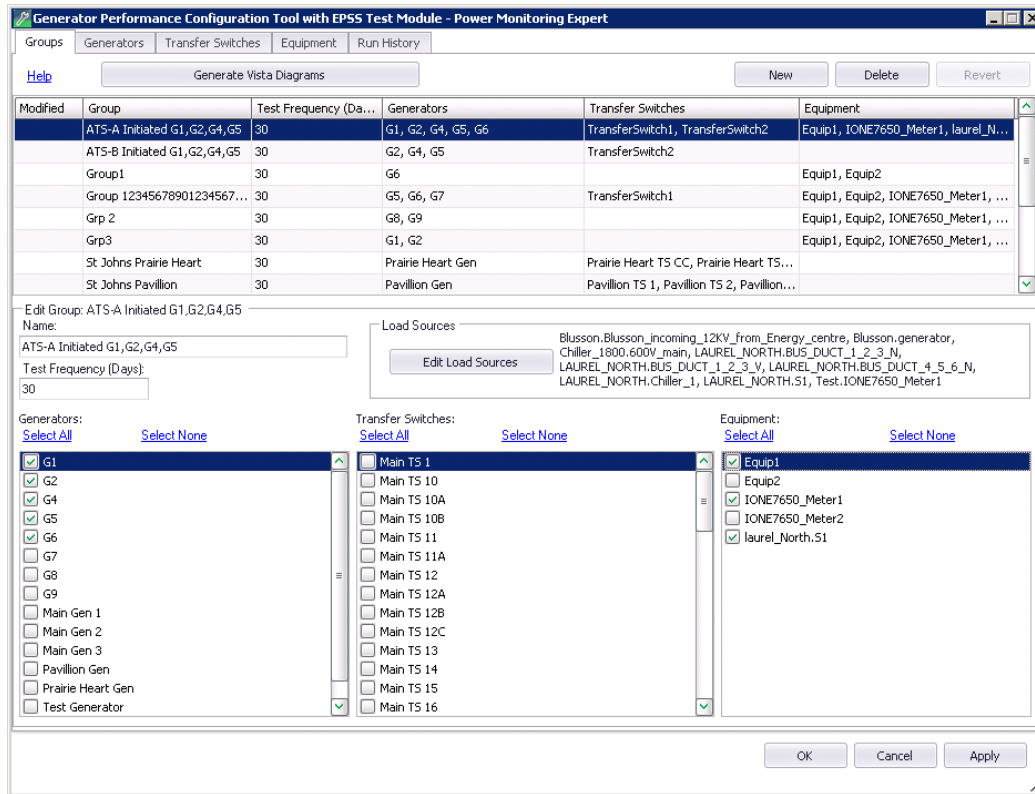 Generator Performance Configuration Tool with EPSS Test Module - Power Monitoring Expert
Groups Generators Transfer Switches Equipment Run History
Help Generate Vista Diagrams New Delete Revert
Modified Group Test Frequency (Da... Generators Transfer Switches Equipment
ATS-A Initiated G1,G2,G4,G5 30 G1, G2, G4, G5, G6 TransferSwitch1, TransferSwitch2 Equip1, IONE7650_Meter1, laurel_N...
ATS-B Initiated G1,G2,G4,G5 30 G2, G4, G5 TransferSwitch2
Group1 30 G6 Equip1, Equip2
Group 12345678901234567... 30 G5, G6, G7 TransferSwitch1 Equip1, Equip2, IONE7650_Meter1, ...
Grp 2 30 G8, G9 Equip1, Equip2, IONE7650_Meter1, ...
Grp3 30 G1, G2 Equip1, Equip2, IONE7650_Meter1, ...
St Johns Prairie Heart 30 Prairie Heart Gen Prairie Heart TS CC, Prairie Heart TS...
St Johns Pavillion 30 Pavillion Gen Pavillion TS 1, Pavillion TS 2, Pavillion...
Edit Group: ATS-A Initiated G1,G2,G4,G5
Name:
ATS-A Initiated G1,G2,G4,G5
Test Frequency (Days):
30
Load Sources
Edit Load Sources
Blusson.Blusson_incoming_12KV_from_Energy_centre, Blusson.generator,
Chiller_1800.600V_main, LAUREL_NORTH.BUS_DUCT_1_2_3_N,
LAUREL_NORTH.BUS_DUCT_1_2_3_V, LAUREL_NORTH.BUS_DUCT_4_5_6_N,
LAUREL_NORTH.Chiller_1, LAUREL_NORTH.S1, Test.IONE7650_Meter1
Generators:
Select All Select None
G1
G2
G4
G5
G6
G7
G8
G9
Main Gen 1
Main Gen 2
Main Gen 3
Pavillion Gen
Prairie Heart Gen
Test Generator
Transfer Switches:
Select All Select None
Main TS 1
Main TS 10
Main TS 10A
Main TS 10B
Main TS 11
Main TS 11A
Main TS 12
Main TS 12A
Main TS 12B
Main TS 12C
Main TS 13
Main TS 14
Main TS 15
Main TS 16
Equipment:
Select All Select None
Equip1
Equip2
IONE7650_Meter1
IONE7650_Meter2
laurel_North.S1
OK Cancel Apply